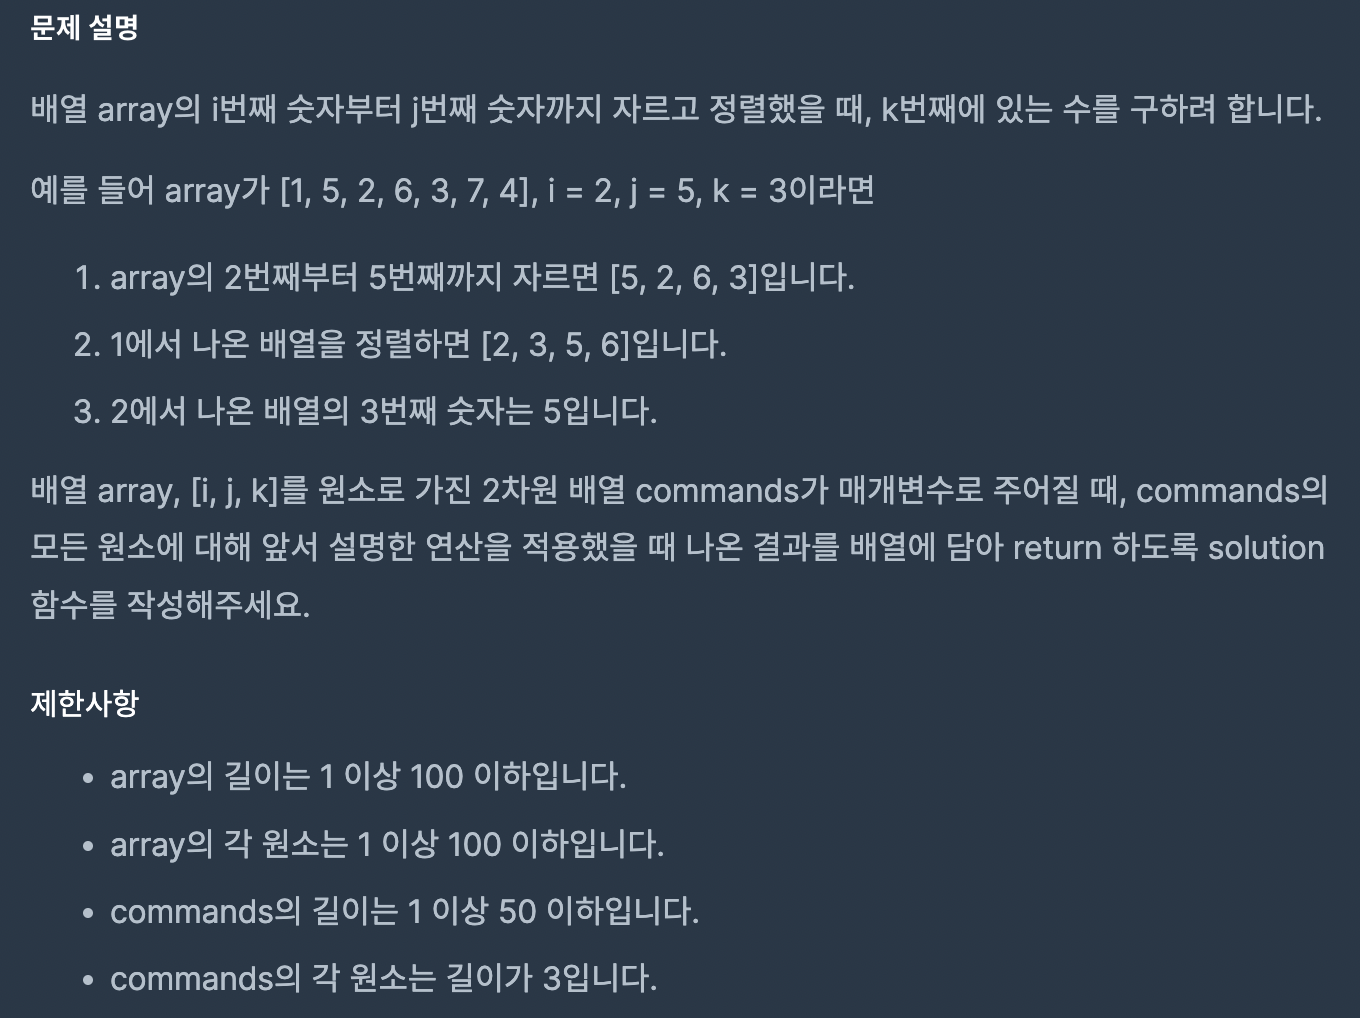 문제 설명
배열 array의 i번째 숫자부터 j번째 숫자까지 자르고 정렬했을 때, k번째에 있는 수를 구하려 합니다.
예를 들어 array가 [1, 5, 2, 6, 3, 7, 4], i = 2, j = 5, k = 3이라면
1. array의 2번째부터 5번째까지 자르면 [5, 2, 6, 3]입니다.
2. 1에서 나온 배열을 정렬하면 [2, 3, 5, 6]입니다.
3. 2에서 나온 배열의 3번째 숫자는 5입니다.
배열 array, [i, j, k]를 원소로 가진 2차원 배열 commands가 매개변수로 주어질 때, commands의
모든 원소에 대해 앞서 설명한 연산을 적용했을 때 나온 결과를 배열에 담아 return 하도록 solution
함수를 작성해주세요.
제한사항
• array의 길이는 1 이상 100 이하입니다.
• array의 각 원소는 1 이상 100 이하입니다.
• commands의 길이는 1 이상 50 이하입니다.
• commands의 각 원소는 길이가 3입니다.